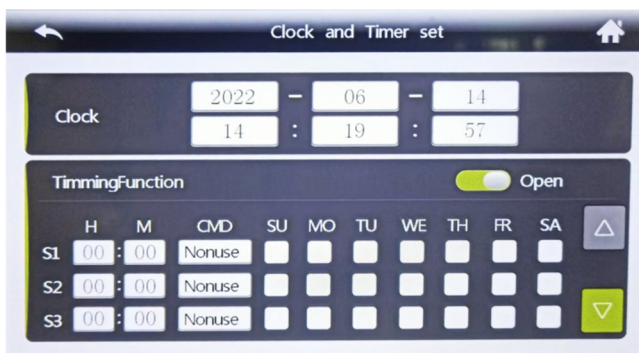 Clock and Timer set
Clock 2022 - 06 - 14
14 : 19 : 57
TimmingFunction Open
H M CMD SU MO TU WE TH FR SA
S1 00 : 00 Nonuse
S2 00 : 00 Nonuse
S3 00 : 00 Nonuse